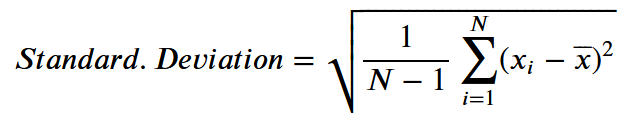 Standard. Deviation = √( 1/(N − 1) ∑_{i=1}^{N} (x_i − x̄)² )